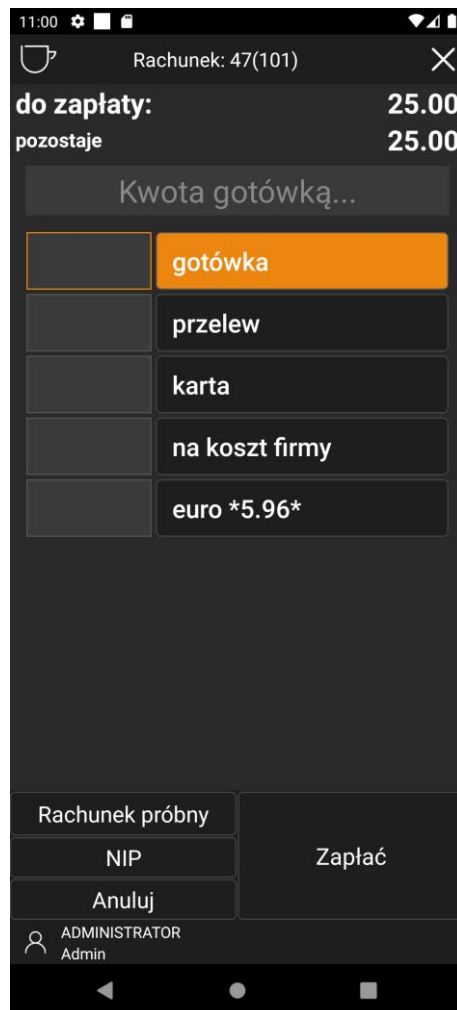 11:00
Rachunek: 47(101)
do zapłaty: 25.00
pozostaje 25.00
Kwota gotówką...
gotówka
przelew
karta
na koszt firmy
euro *5.96*
Rachunek próbny
NIP
Zapłać
Anuluj
ADMINISTRATOR
Admin